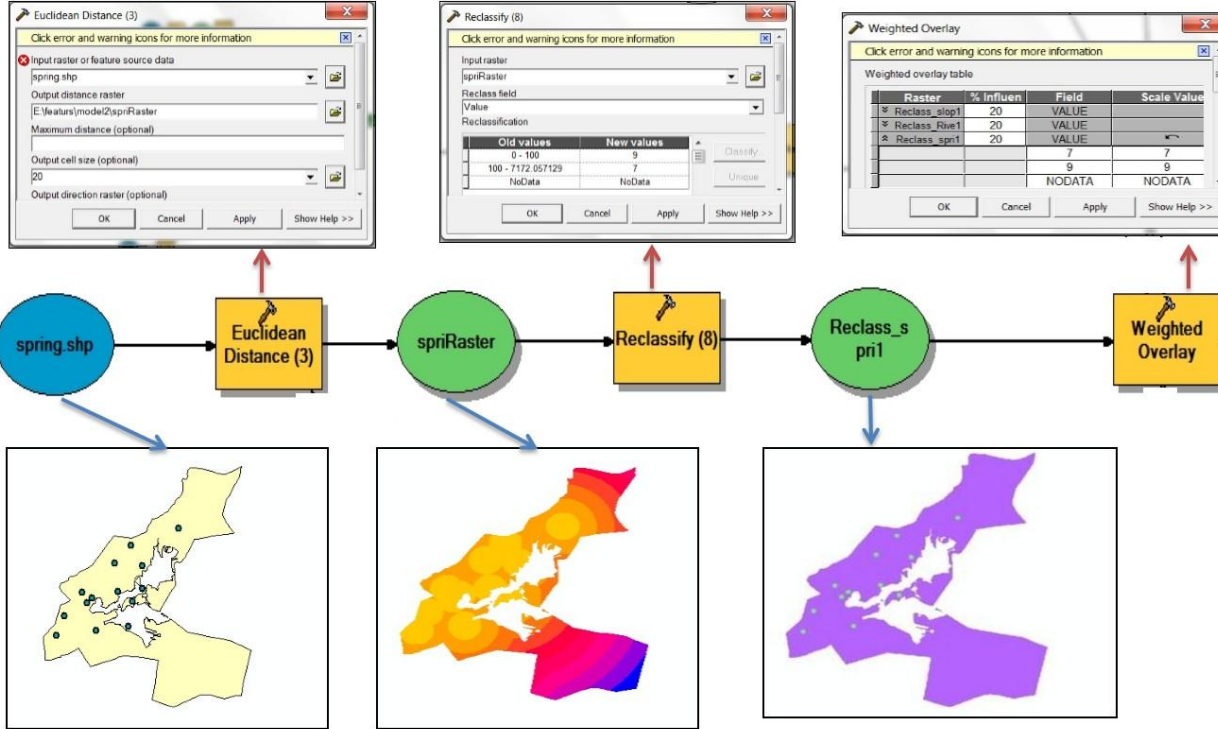 Euclidean Distance (3)
Click error and warning icons for more information
Input raster or feature source data
spring.shp
Output distance raster
E:\featurs\model2\spriRaster
Maximum distance (optional)
Output cell size (optional)
20
Output direction raster (optional)
OK Cancel Apply Show Help >>
Reclassify (8)
Click error and warning icons for more information
Input raster
spriRaster
Reclass field
Value
Reclassification
Old values New values
0 - 100 9
100 - 7172.057129 7
NoData NoData
Classify
Unique
OK Cancel Apply Show Help >>
Weighted Overlay
Click error and warning icons for more information
Weighted overlay table
Raster % Influen Field Scale Value
Reclass_slop1 20 VALUE
Reclass_Rive1 20 VALUE
Reclass_spri1 20 VALUE
7 7
9 9
NODATA NODATA
OK Cancel Apply Show Help >>
spring.shp
Euclidean
Distance (3)
spriRaster
Reclassify (8)
Reclass_s
pri1
Weighted
Overlay